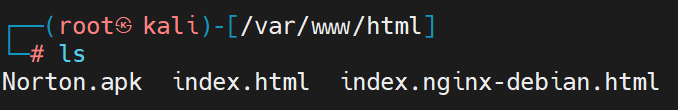 ┌──(root㉿kali)-[/var/www/html]
└─# ls
Norton.apk  index.html  index.nginx-debian.html